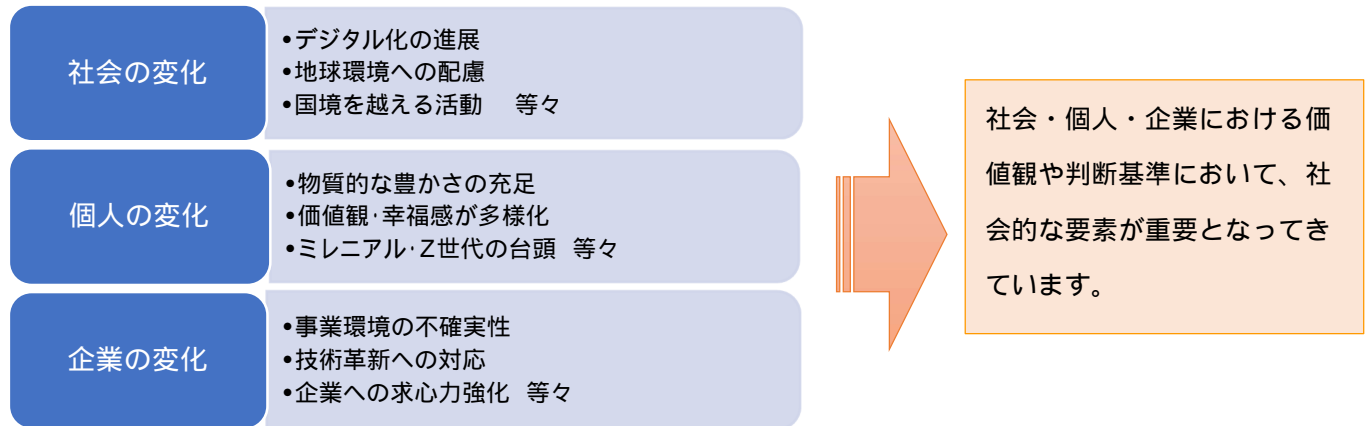 社会の変化
•デジタル化の進展
•地球環境への配慮
•国境を越える活動　等々
個人の変化
•物質的な豊かさの充足
•価値観･幸福感が多様化
•ミレニアル･Z世代の台頭 等々
企業の変化
•事業環境の不確実性
•技術革新への対応
•企業への求心力強化 等々
社会・個人・企業における価
値観や判断基準において、社
会的な要素が重要となってき
ています。